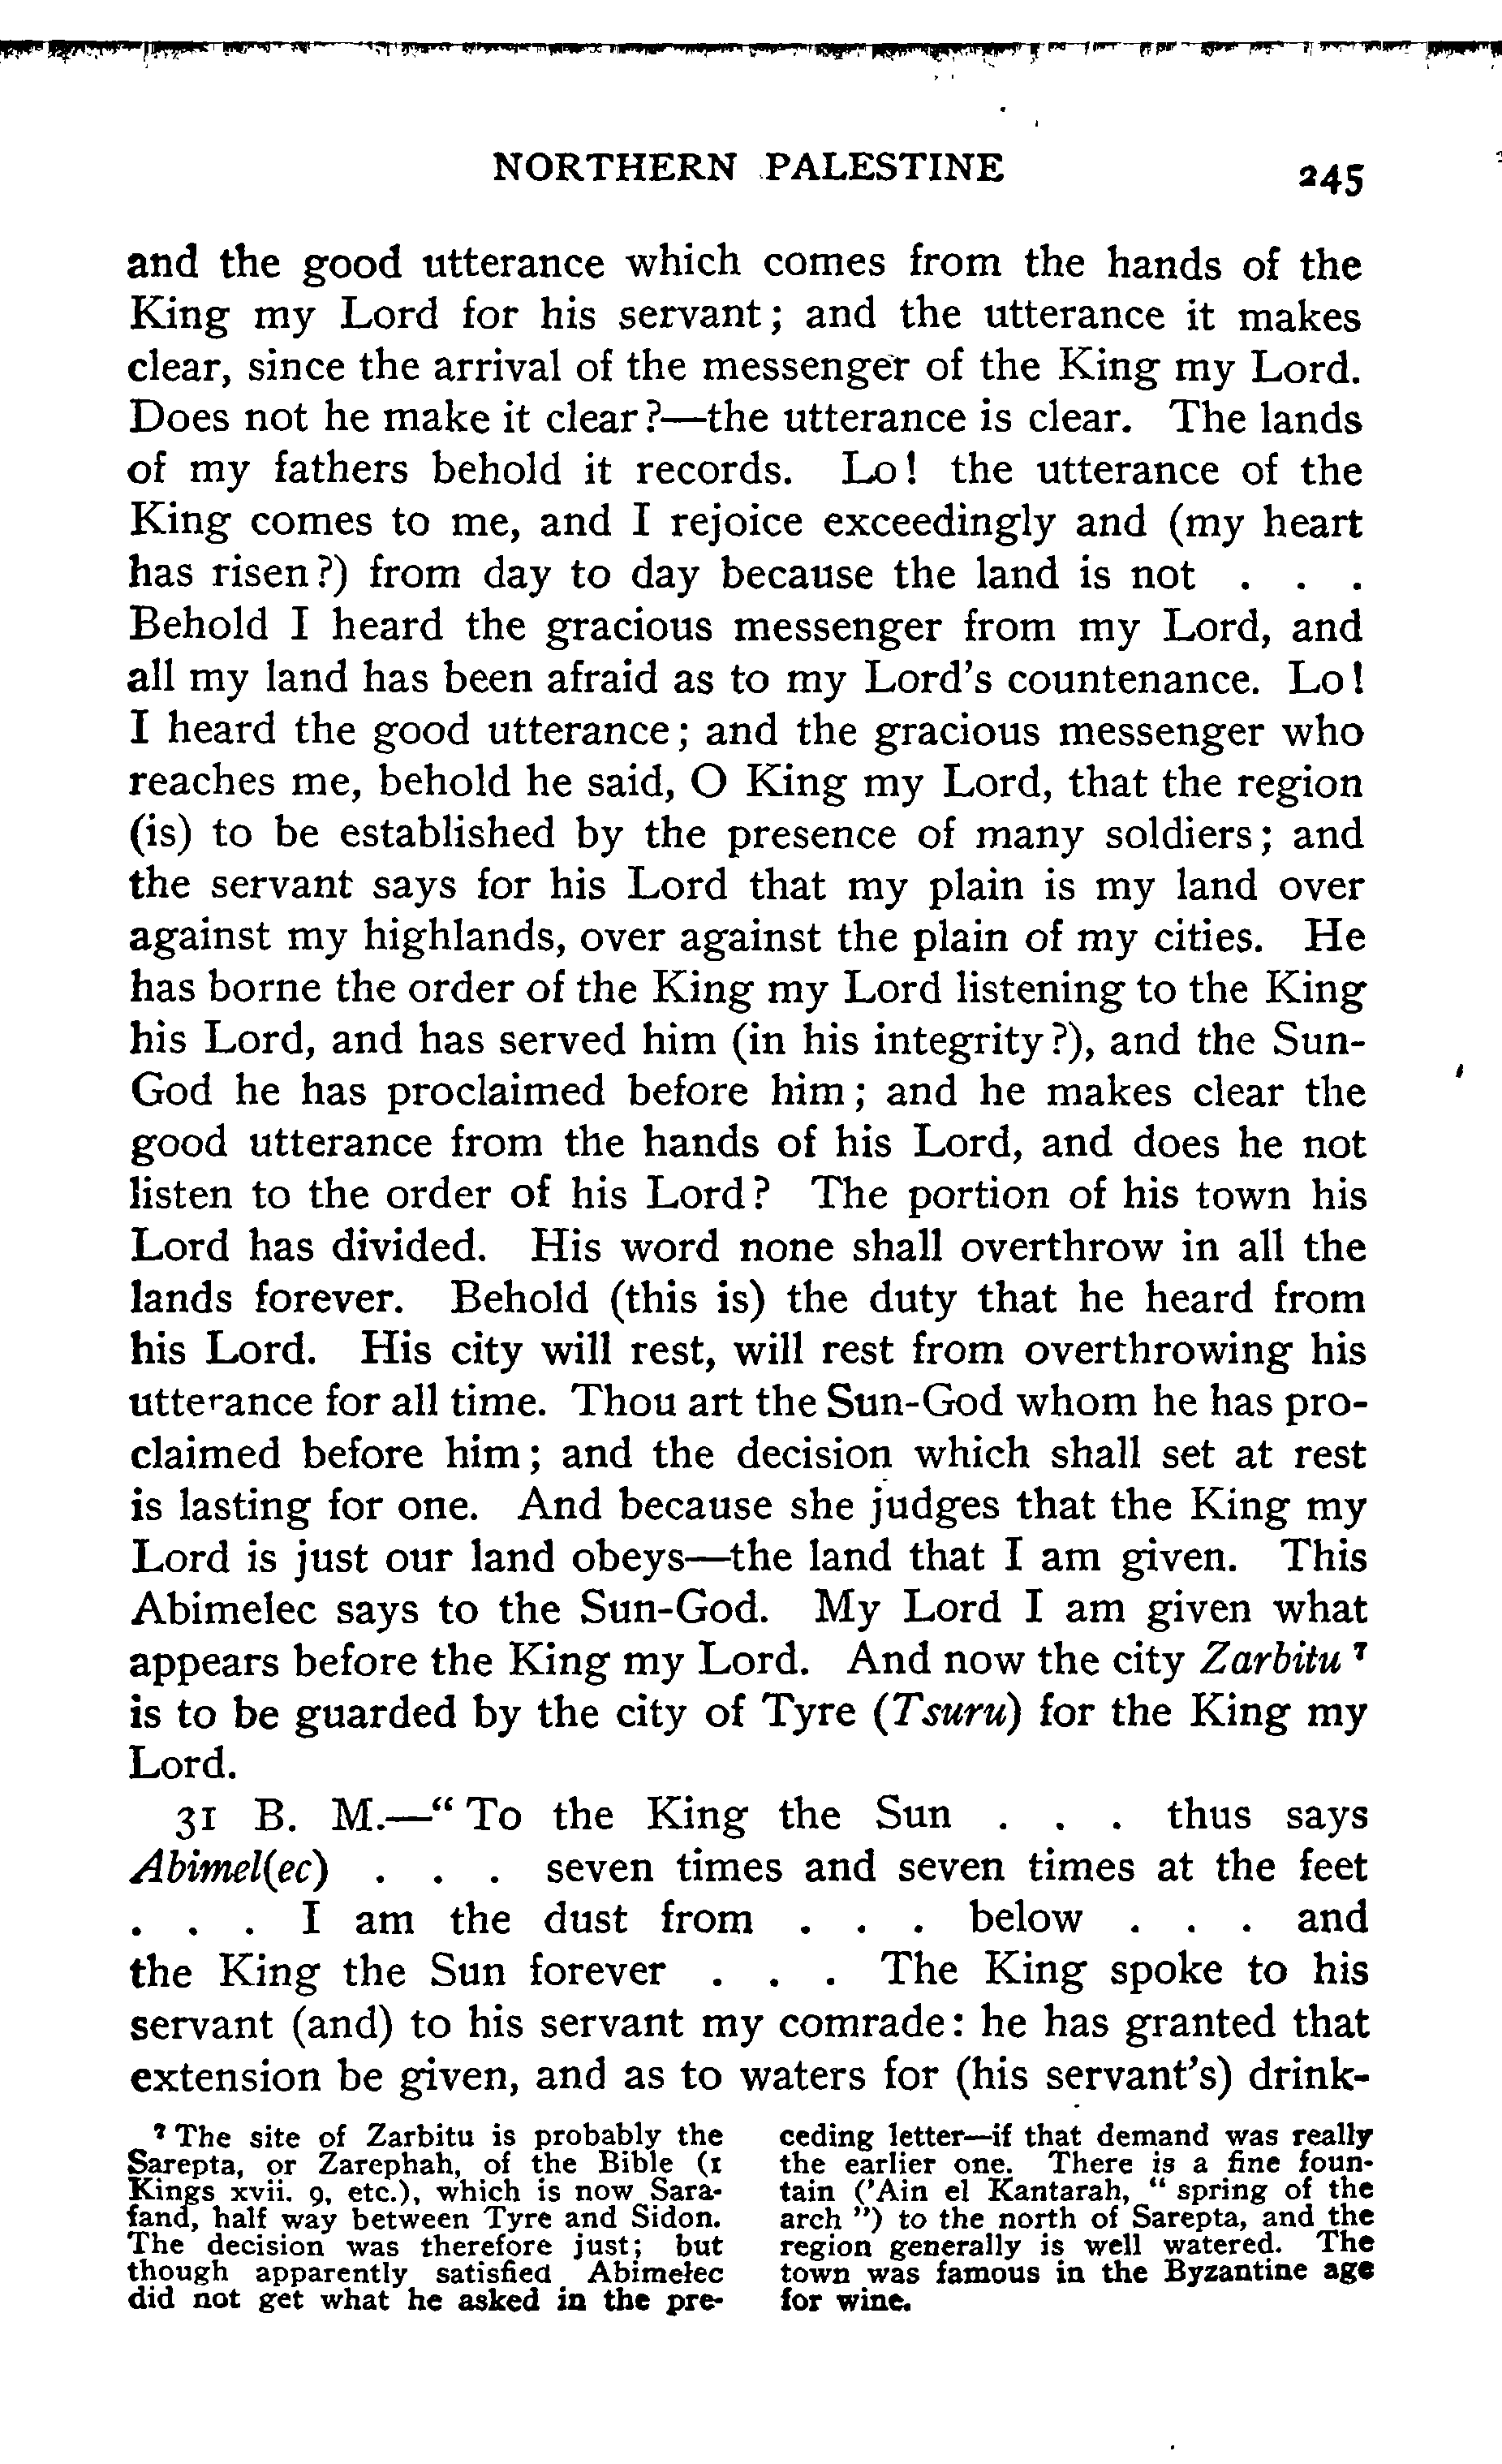 NORTHERN PALESTINE 245
and the good utterance which comes from the hands of the
King my Lord for his servant; and the utterance it makes
clear, since the arrival of the messenger of the King my Lord.
Does not he make it clear?—the utterance is clear. The lands
of my fathers behold it records. Lo! the utterance of the
King comes to me, and I rejoice exceedingly and (my heart
has risen?) from day to day because the land is not . . .
Behold I heard the gracious messenger from my Lord, and
all my land has been afraid as to my Lord's countenance. Lo!
I heard the good utterance; and the gracious messenger who
reaches me, behold he said, O King my Lord, that the region
(is) to be established by the presence of many soldiers; and
the servant says for his Lord that my plain is my land over
against my highlands, over against the plain of my cities. He
has borne the order of the King my Lord listening to the King
his Lord, and has served him (in his integrity?), and the Sun-
God he has proclaimed before him; and he makes clear the
good utterance from the hands of his Lord, and does he not
listen to the order of his Lord? The portion of his town his
Lord has divided. His word none shall overthrow in all the
lands forever. Behold (this is) the duty that he heard from
his Lord. His city will rest, will rest from overthrowing his
utterance for all time. Thou art the Sun-God whom he has pro-
claimed before him; and the decision which shall set at rest
is lasting for one. And because she judges that the King my
Lord is just our land obeys—the land that I am given. This
Abimelec says to the Sun-God. My Lord I am given what
appears before the King my Lord. And now the city Zarbitu 7
is to be guarded by the city of Tyre (Tsuru) for the King my
Lord.
31 B. M.—“To the King the Sun . . . thus says
Abimel(ec) . . . seven times and seven times at the feet
. . . I am the dust from . . . below . . . and
the King the Sun forever . . . The King spoke to his
servant (and) to his servant my comrade: he has granted that
extension be given, and as to waters for (his servant's) drink-
7 The site of Zarbitu is probably the
Sarepta, or Zarephah, of the Bible (1
Kings xvii. 9, etc.), which is now Sara-
fand, half way between Tyre and Sidon.
The decision was therefore just; but
though apparently satisfied Abimelec
did not get what he asked in the pre-
ceding letter—if that demand was really
the earlier one. There is a fine foun-
tain ('Ain el Kantarah, “spring of the
arch”) to the north of Sarepta, and the
region generally is well watered. The
town was famous in the Byzantine age
for wine.